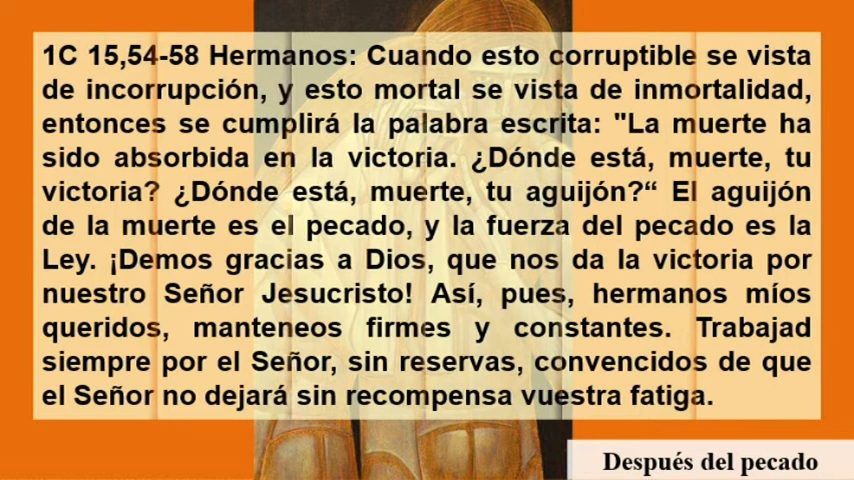 1C 15,54-58 Hermanos: Cuando esto corruptible se vista
de incorrupción, y esto mortal se vista de inmortalidad,
entonces se cumplirá la palabra escrita: "La muerte ha
sido absorbida en la victoria. ¿Dónde está, muerte, tu
victoria? ¿Dónde está, muerte, tu aguijón?“ El aguijón
de la muerte es el pecado, y la fuerza del pecado es la
Ley. ¡Demos gracias a Dios, que nos da la victoria por
nuestro Señor Jesucristo! Así, pues, hermanos míos
queridos, manteneos firmes y constantes. Trabajad
siempre por el Señor, sin reservas, convencidos de que
el Señor no dejará sin recompensa vuestra fatiga.
Después del pecado